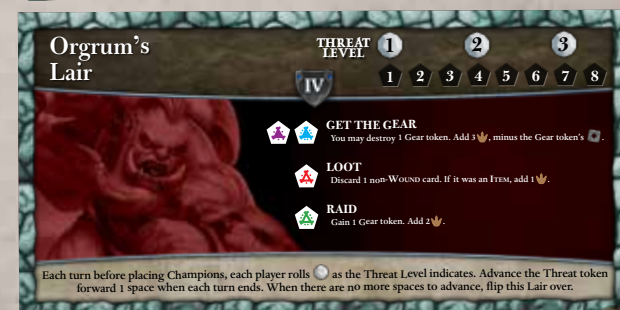 Orgrum's
Lair
THREAT
LEVEL
1 2 3
1 2 3 4 5 6 7 8
IV
GET THE GEAR
You may destroy 1 Gear token. Add 3, minus the Gear token's .
LOOT
Discard 1 non-WOUND card. If it was an ITEM, add 1.
RAID
Gain 1 Gear token. Add 2.
Each turn before placing Champions, each player rolls as the Threat Level indicates. Advance the Threat token
forward 1 space when each turn ends. When there are no more spaces to advance, flip this Lair over.